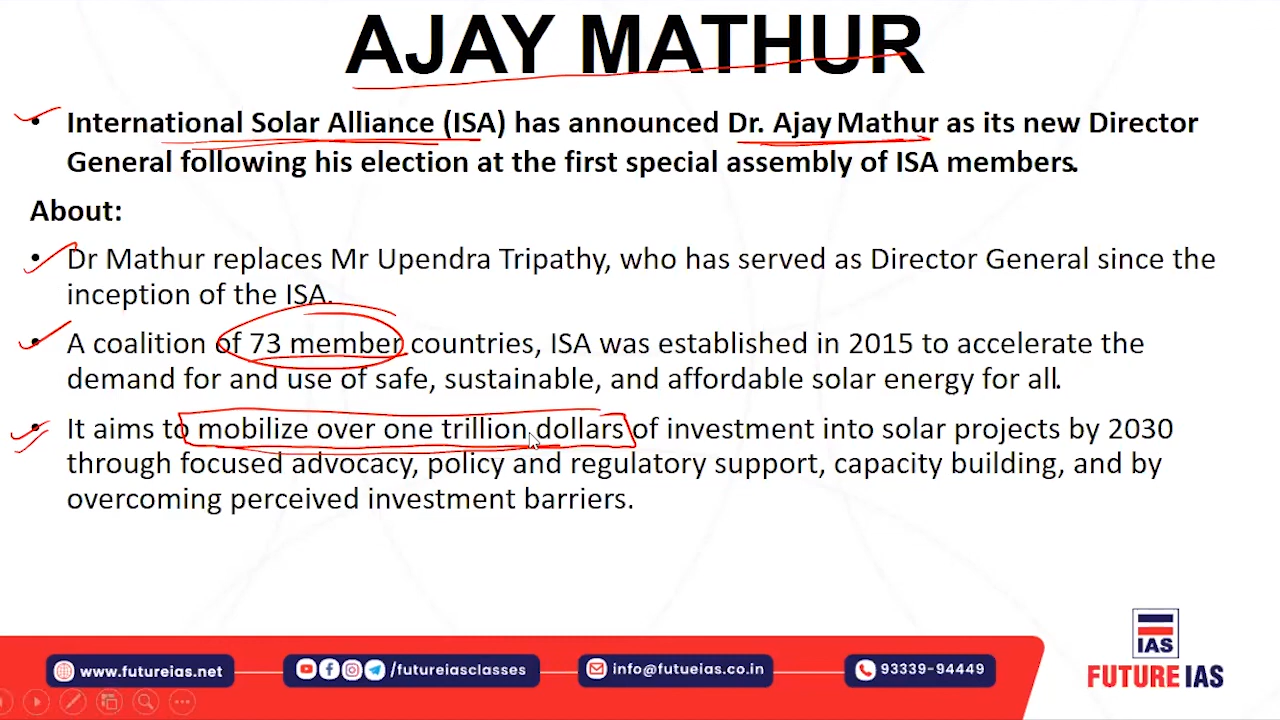 AJAY MATHUR
• International Solar Alliance (ISA) has announced Dr. Ajay Mathur as its new Director
General following his election at the first special assembly of ISA members.
About:
• Dr Mathur replaces Mr Upendra Tripathy, who has served as Director General since the
inception of the ISA.
• A coalition of 73 member countries, ISA was established in 2015 to accelerate the
demand for and use of safe, sustainable, and affordable solar energy for all.
• It aims to mobilize over one trillion dollars of investment into solar projects by 2030
through focused advocacy, policy and regulatory support, capacity building, and by
overcoming perceived investment barriers.
www.futureias.net
/futureiasclasses
info@futueias.co.in
93339-94449
IAS
FUTURE IAS